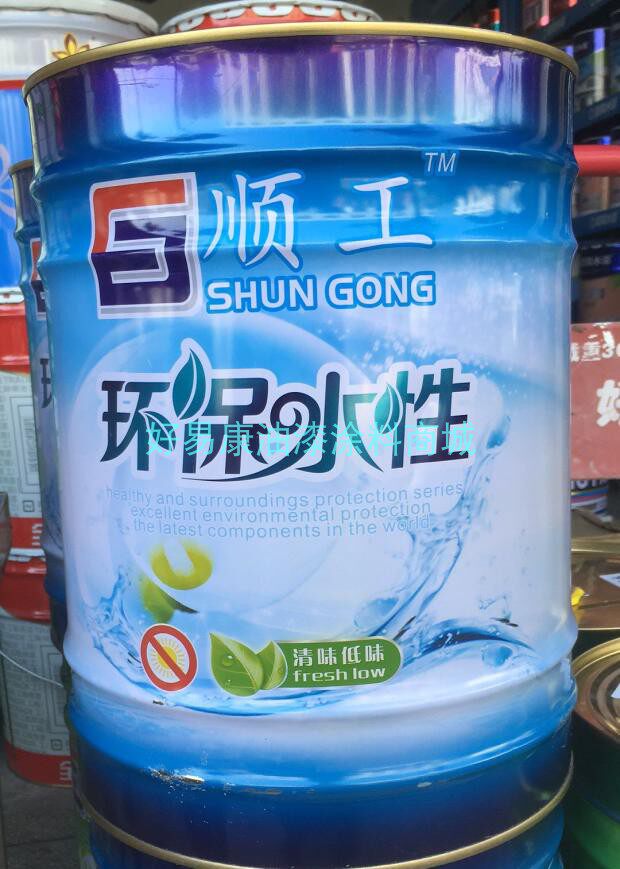 顺工
TM
SHUN GONG
环保水性
好易康油漆涂料商城
healthy and surroundings protection series
excellent environmental protection
the latest components in the world
清味低味
fresh low